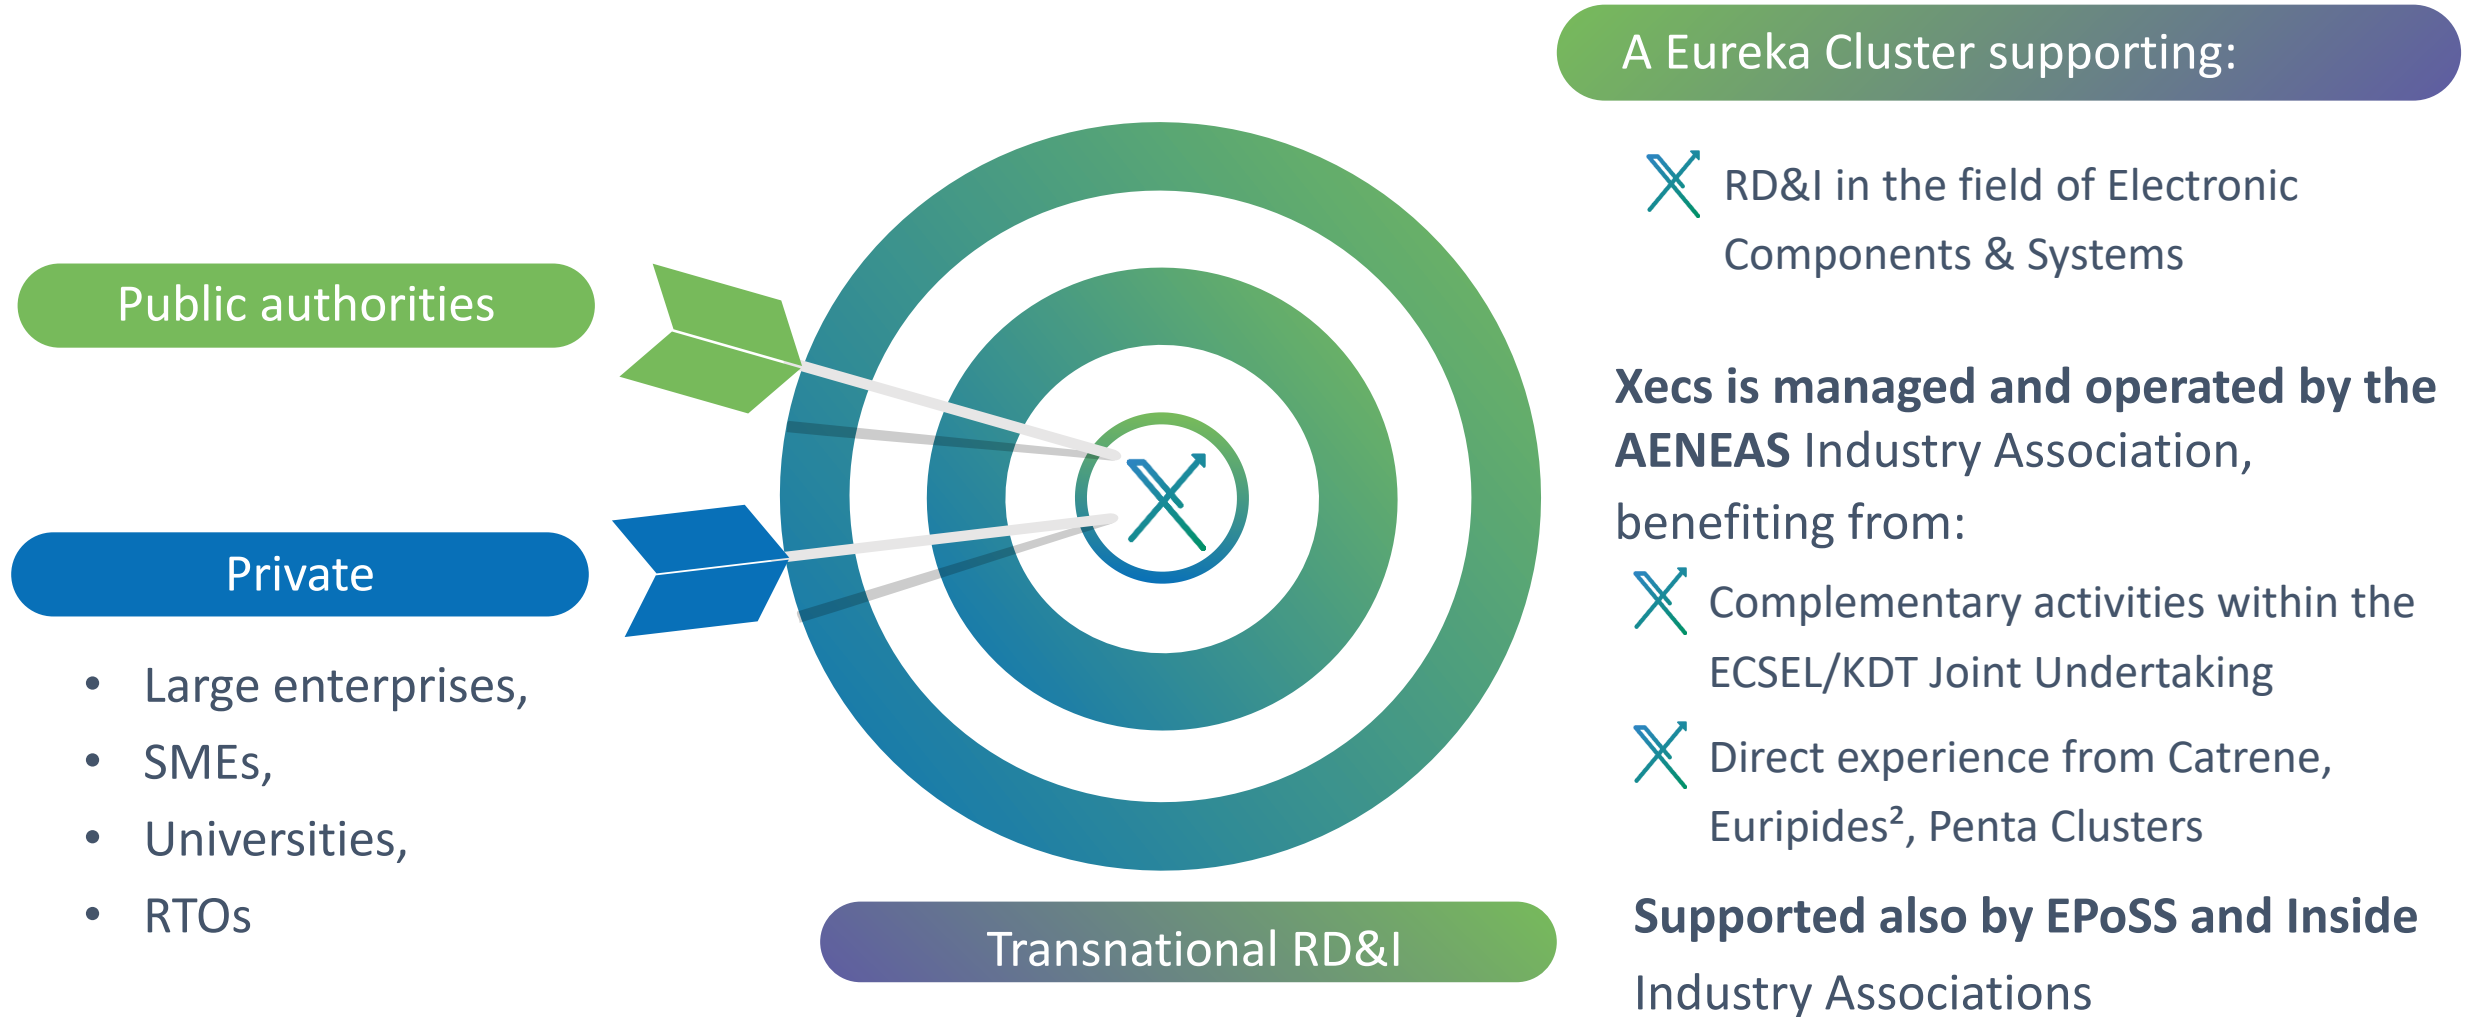 Public authorities
Private
• Large enterprises,
• SMEs,
• Universities,
• RTOs
Transnational RD&I
A Eureka Cluster supporting:
RD&I in the field of Electronic
Components & Systems
Xecs is managed and operated by the
AENEAS Industry Association,
benefiting from:
Complementary activities within the
ECSEL/KDT Joint Undertaking
Direct experience from Catrene,
Euripides², Penta Clusters
Supported also by EPoSS and Inside
Industry Associations